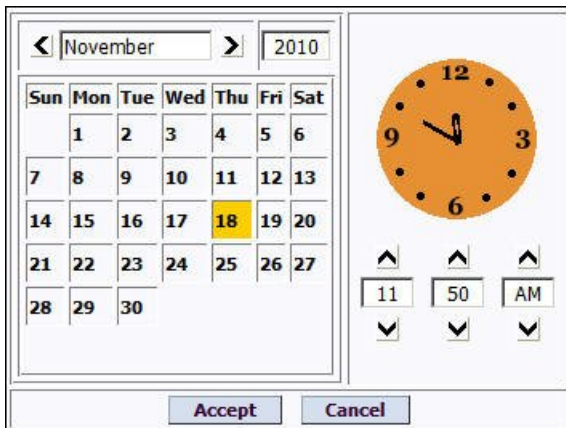 November 2010
Sun Mon Tue Wed Thu Fri Sat
1 2 3 4 5 6
7 8 9 10 11 12 13
14 15 16 17 18 19 20
21 22 23 24 25 26 27
28 29 30
12
9 3
6
11 50 AM
Accept Cancel